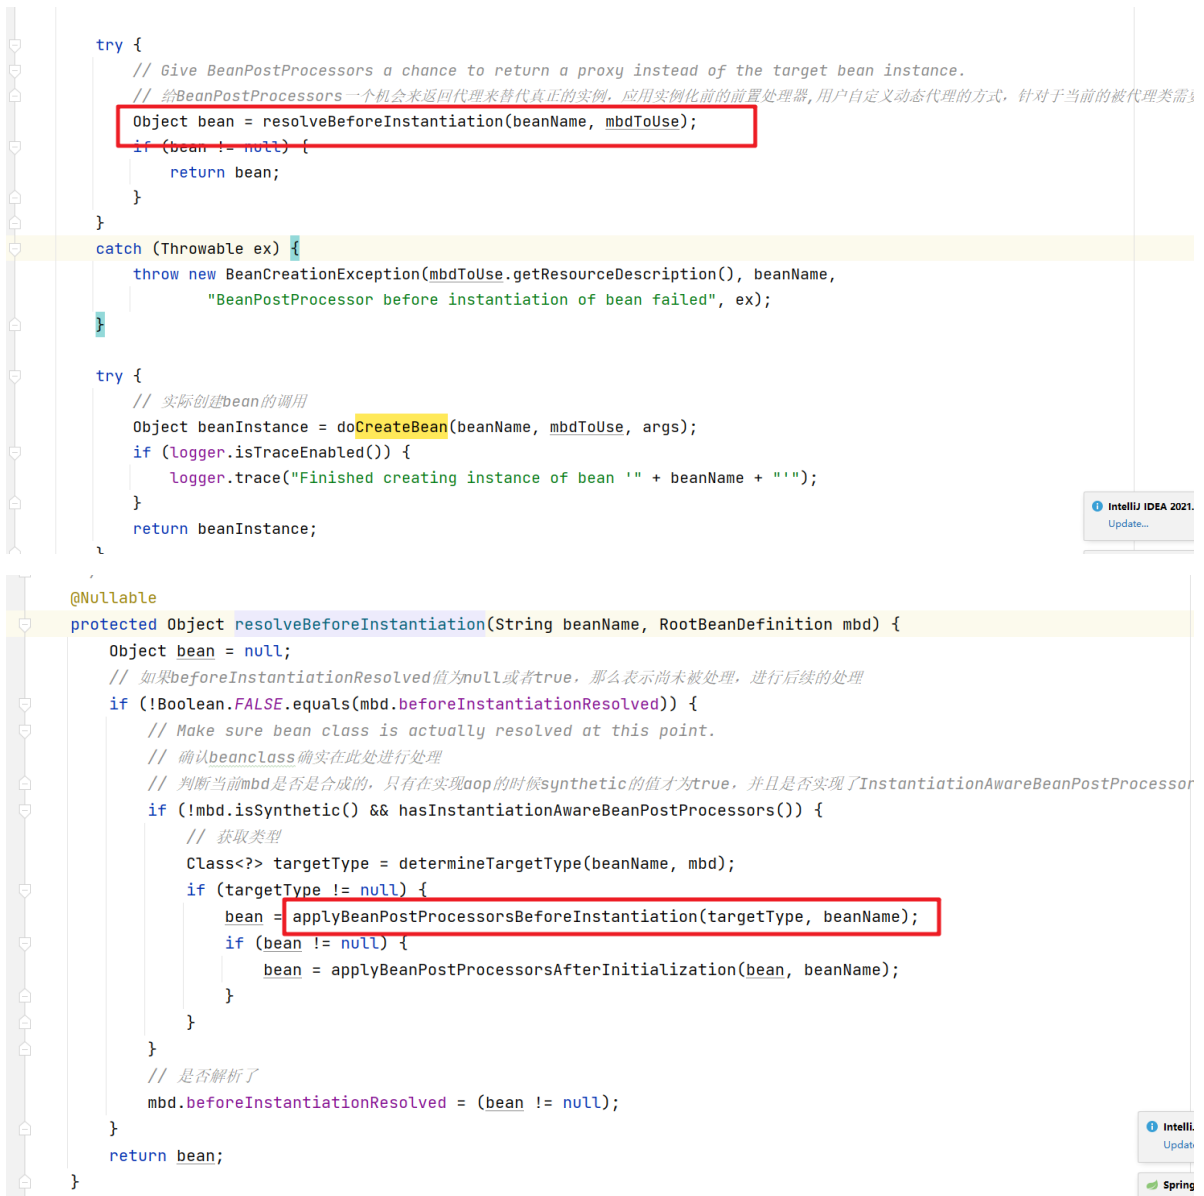 try {
// Give BeanPostProcessors a chance to return a proxy instead of the target bean instance.
// 给BeanPostProcessors一个机会来返回代理来替代真正的实例，应用实例化前的前置处理器,用户自定义动态代理的方式，针对于当前的被代理类需要
Object bean = resolveBeforeInstantiation(beanName, mbdToUse);
if (bean != null) {
return bean;
}
}
catch (Throwable ex) {
throw new BeanCreationException(mbdToUse.getResourceDescription(), beanName,
"BeanPostProcessor before instantiation of bean failed", ex);
}
try {
// 实际创建bean的调用
Object beanInstance = doCreateBean(beanName, mbdToUse, args);
if (logger.isTraceEnabled()) {
logger.trace("Finished creating instance of bean '" + beanName + "'");
}
return beanInstance;
}
IntelliJ IDEA 2021.
Update...
@Nullable
protected Object resolveBeforeInstantiation(String beanName, RootBeanDefinition mbd) {
Object bean = null;
// 如果beforeInstantiationResolved值为null或者true，那么表示尚未被处理，进行后续的处理
if (!Boolean.FALSE.equals(mbd.beforeInstantiationResolved)) {
// Make sure bean class is actually resolved at this point.
// 确认beanclass确实在此处进行处理
// 判断当前mbd是否是合成的，只有在实现aop的时候synthetic的值才为true，并且是否实现了InstantiationAwareBeanPostProcessor
if (!mbd.isSynthetic() && hasInstantiationAwareBeanPostProcessors()) {
// 获取类型
Class<?> targetType = determineTargetType(beanName, mbd);
if (targetType != null) {
bean = applyBeanPostProcessorsBeforeInstantiation(targetType, beanName);
if (bean != null) {
bean = applyBeanPostProcessorsAfterInitialization(bean, beanName);
}
}
}
// 是否解析了
mbd.beforeInstantiationResolved = (bean != null);
}
return bean;
}
Intelli
Updat
Spring